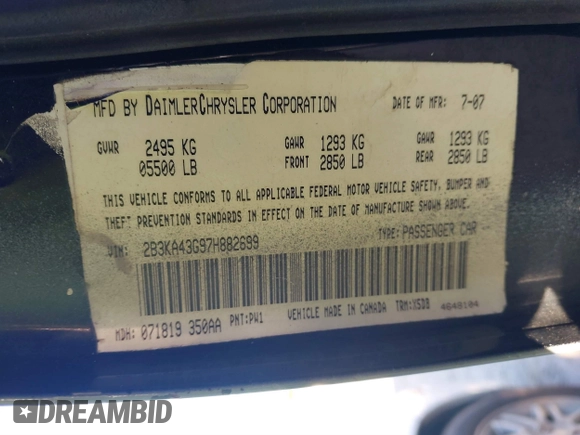 MFD BY DAIMLERCHRYSLER CORPORATION DATE OF MFR: 7-07
GVWR 2495 KG GAWR 1293 KG GAWR 1293 KG
05500 LB FRONT 2850 LB REAR 2850 LB
THIS VEHICLE CONFORMS TO ALL APPLICABLE FEDERAL MOTOR VEHICLE SAFETY, BUMPER AND
THEFT PREVENTION STANDARDS IN EFFECT ON THE DATE OF MANUFACTURE SHOWN ABOVE.
VIN: 2B3KA43G97H882699 TYPE: PASSENGER CAR
MDH: 071819 350AA PNT: PW1 VEHICLE MADE IN CANADA TRM: X5D8 4648104
DREAMBID
DREAMBID